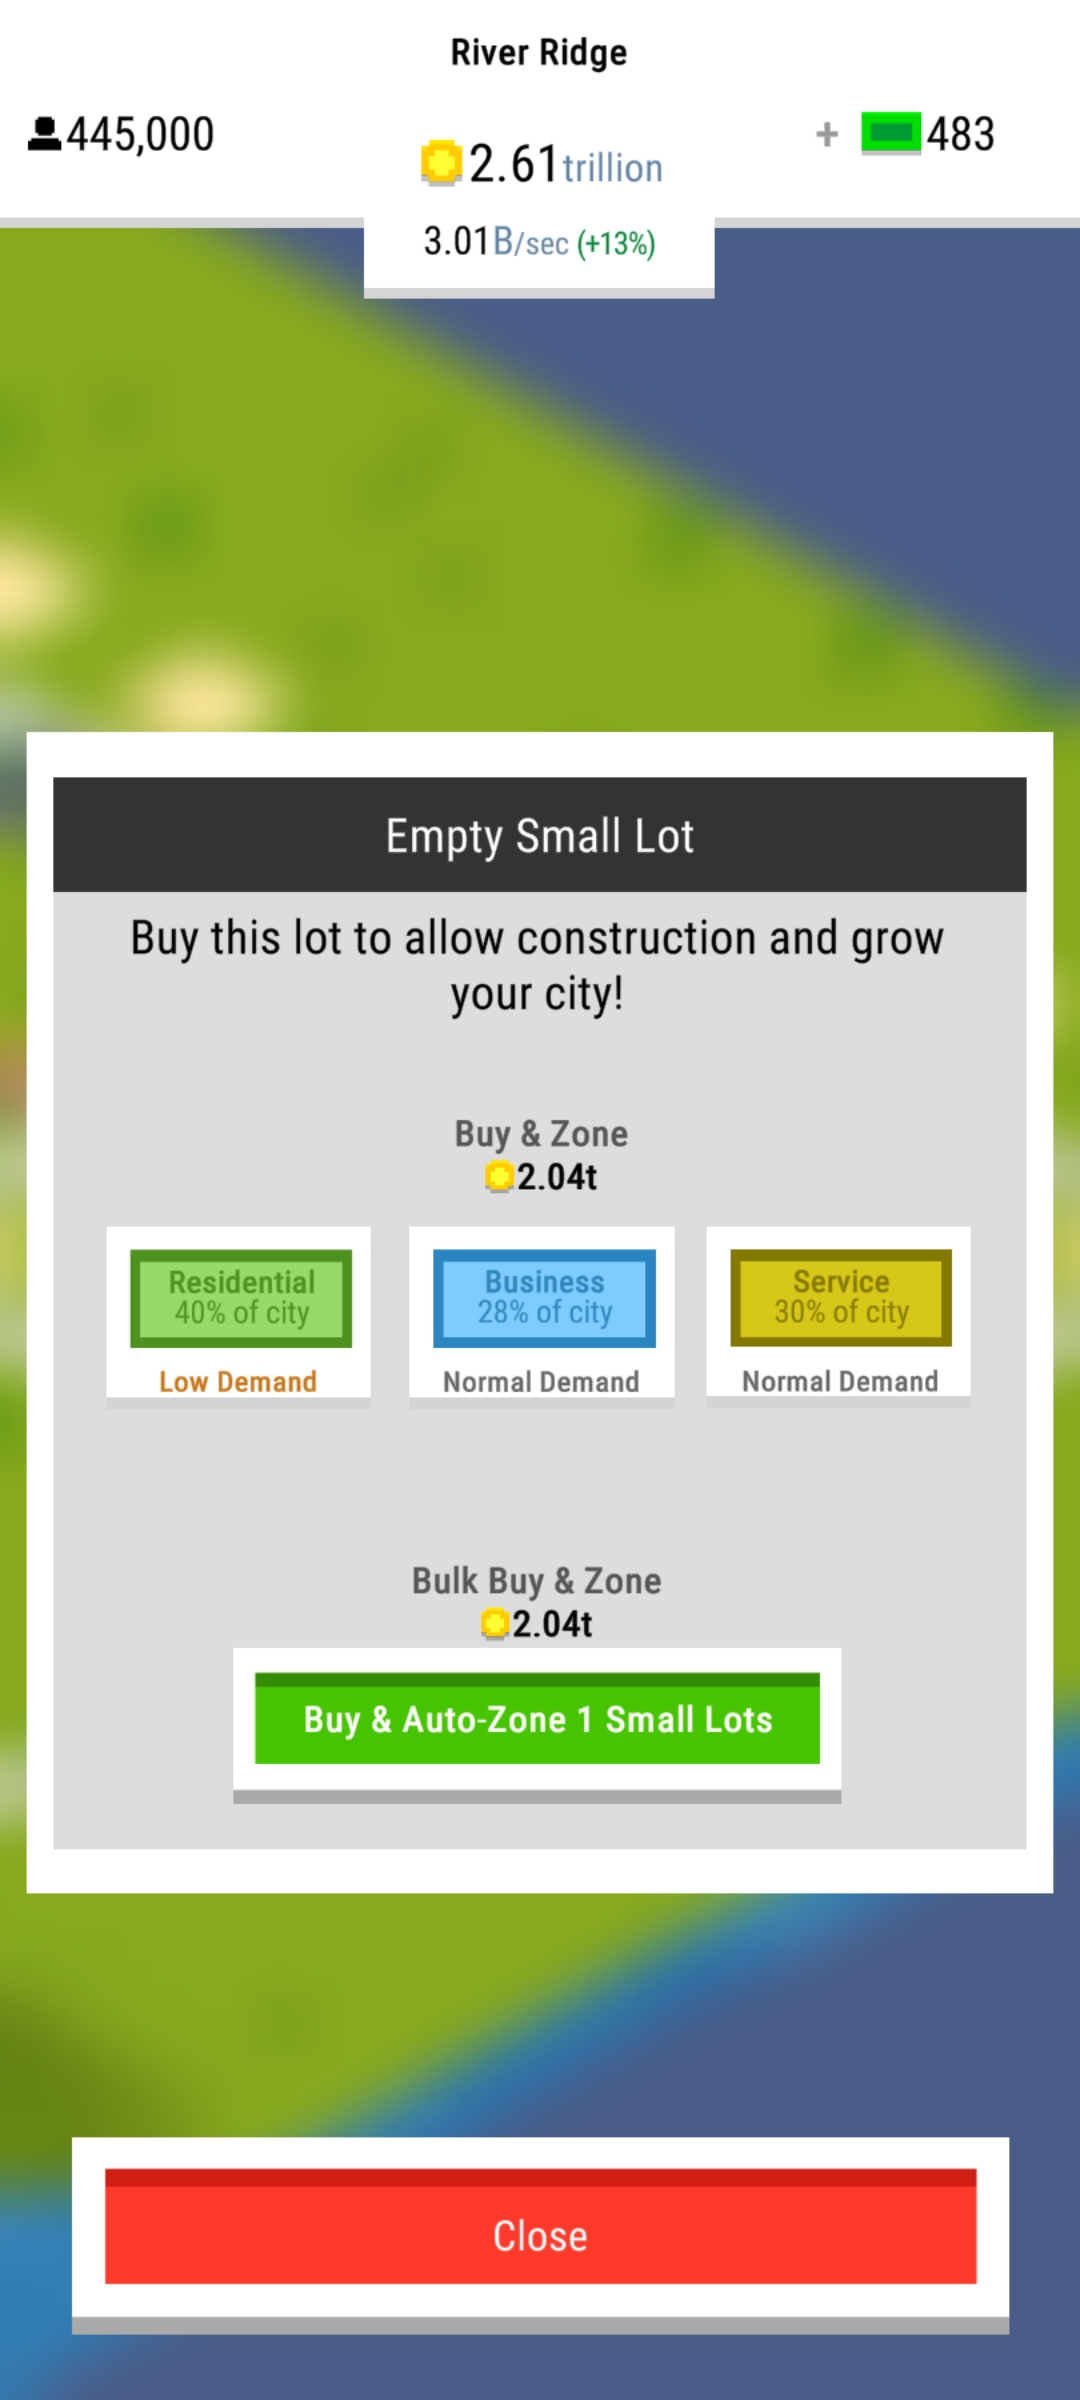 River Ridge
445,000
2.61 trillion
+ 483
3.01B/sec (+13%)
Empty Small Lot
Buy this lot to allow construction and grow
your city!
Buy & Zone
2.04t
Residential
40% of city
Low Demand
Business
28% of city
Normal Demand
Service
30% of city
Normal Demand
Bulk Buy & Zone
2.04t
Buy & Auto-Zone 1 Small Lots
Close